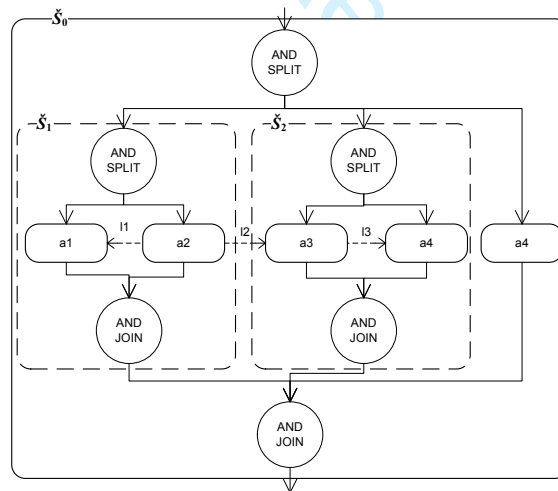 Š0
AND
SPLIT
Š1
Š2
AND
SPLIT
AND
SPLIT
a1
l1
a2
l2
a3
l3
a4
a4
AND
JOIN
AND
JOIN
AND
JOIN